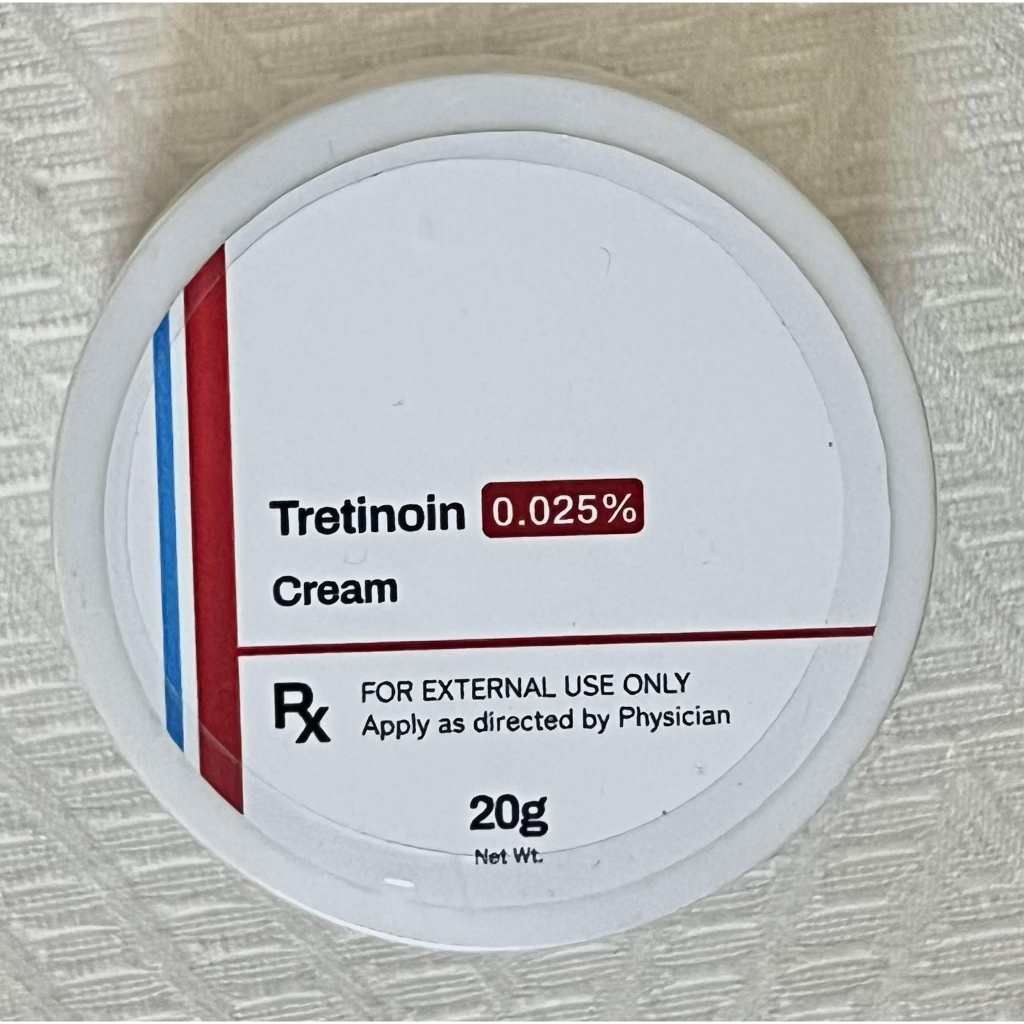 Tretinoin 0.025%
Cream
Rx FOR EXTERNAL USE ONLY
Apply as directed by Physician
20g
Net Wt.